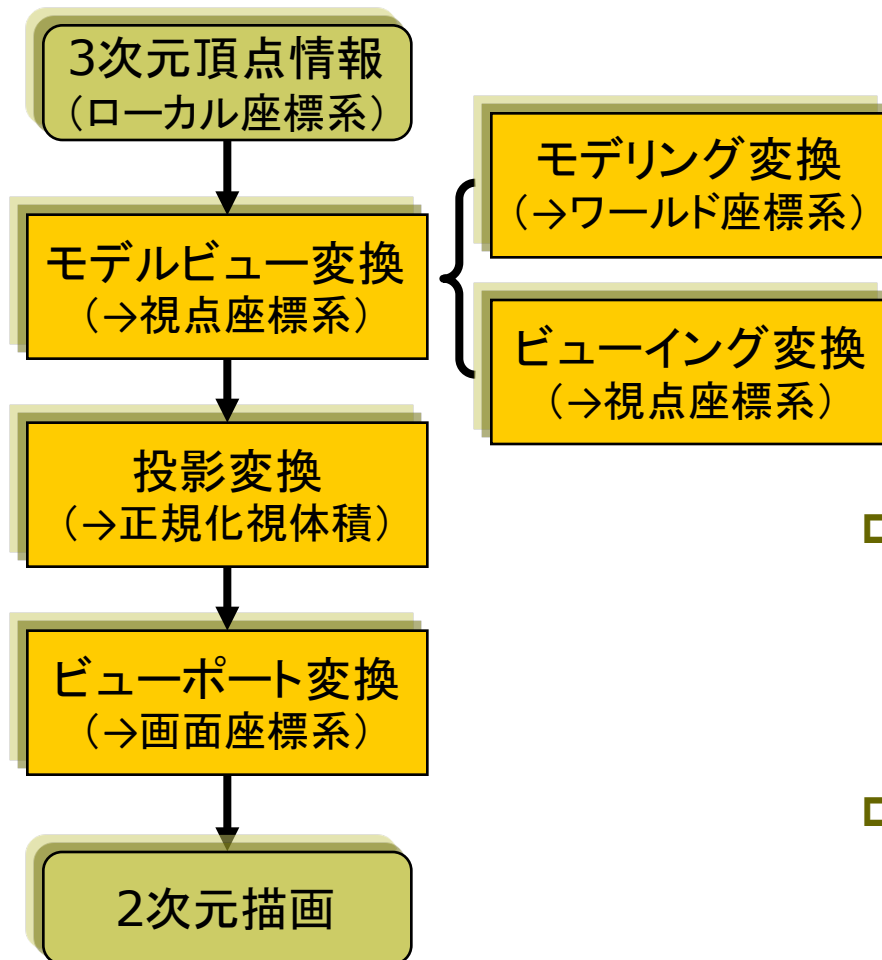 3次元頂点情報
（ローカル座標系）
モデルビュー変換
（→視点座標系）
モデリング変換
（→ワールド座標系）
ビューイング変換
（→視点座標系）
投影変換
（→正規化視体積）
ビューポート変換
（→画面座標系）
2次元描画